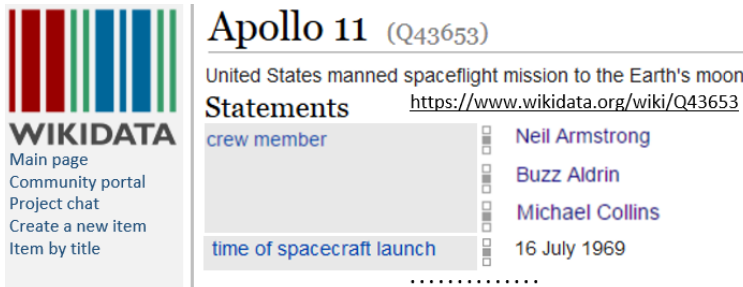 WIKIDATA
Main page
Community portal
Project chat
Create a new item
Item by title
Apollo 11 (Q43653)
United States manned spaceflight mission to the Earth's moon
Statements https://www.wikidata.org/wiki/Q43653
crew member Neil Armstrong
Buzz Aldrin
Michael Collins
time of spacecraft launch 16 July 1969
. . . . . . . . . . . . . .